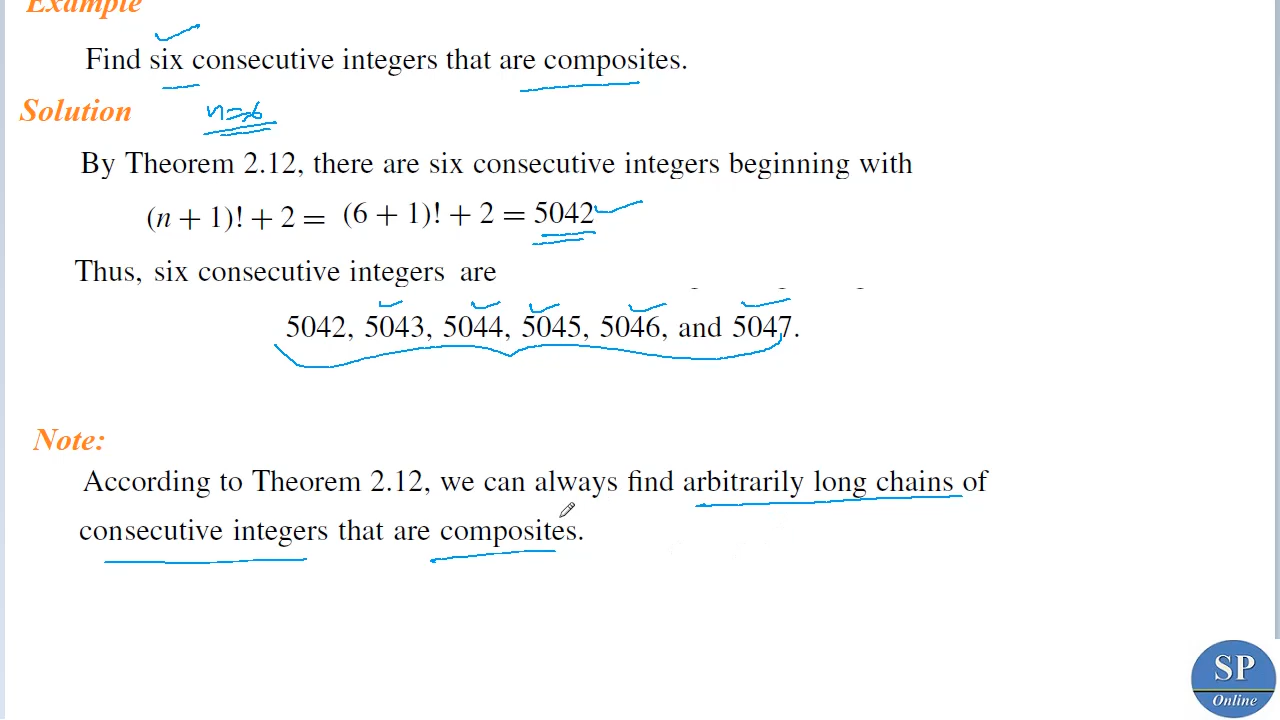 Example
Find six consecutive integers that are composites.
Solution
n=6
By Theorem 2.12, there are six consecutive integers beginning with
(n + 1)! + 2 = (6 + 1)! + 2 = 5042
Thus, six consecutive integers are
5042, 5043, 5044, 5045, 5046, and 5047.
Note:
According to Theorem 2.12, we can always find arbitrarily long chains of
consecutive integers that are composites.
SP
Online